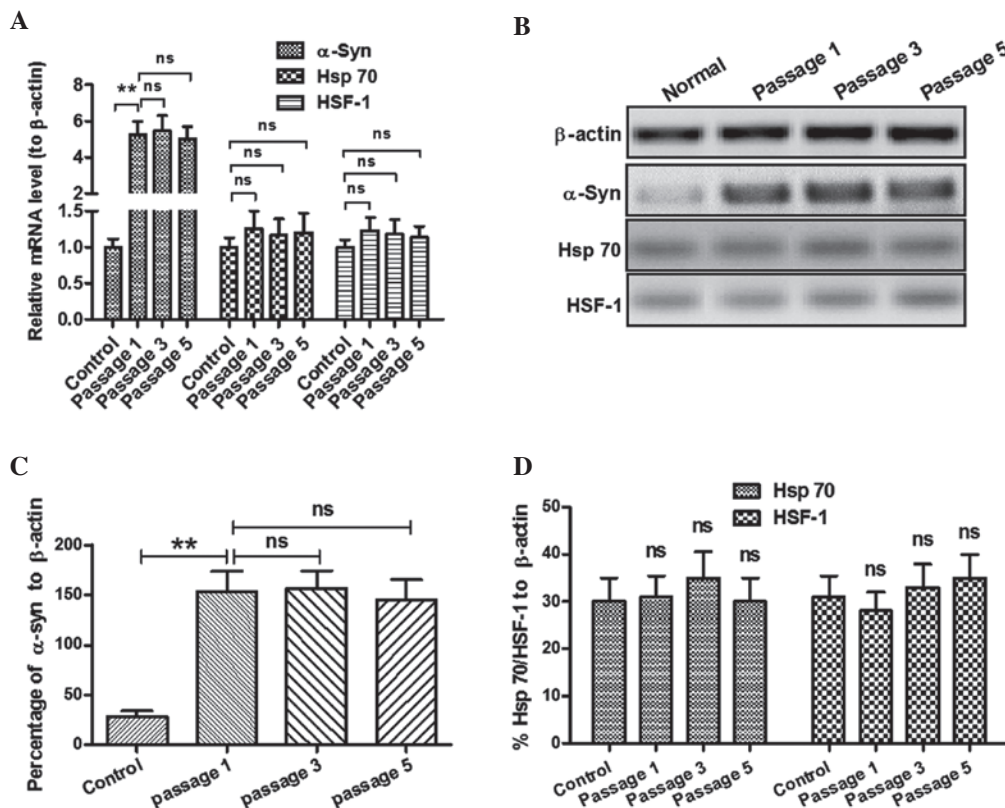 A
ns
** ns
α-Syn
Hsp 70
HSF-1
ns
ns
ns
ns
ns
ns
Relative mRNA level (to β-actin)
8
6
4
2
1.5
1.0
0.5
0.0
Control
Passage 1
Passage 3
Passage 5
Control
Passage 1
Passage 3
Passage 5
Control
Passage 1
Passage 3
Passage 5
B
Normal
Passage 1
Passage 3
Passage 5
β-actin
α-Syn
Hsp 70
HSF-1
C
ns
** ns
Percentage of α-syn to β-actin
200
150
100
50
0
Control
passage 1
passage 3
passage 5
D
Hsp 70
HSF-1
% Hsp 70/HSF-1 to β-actin
50
40
30
20
10
0
ns
ns
ns
ns
ns
ns
Control
Passage 1
Passage 3
Passage 5
Control
Passage 1
Passage 3
Passage 5